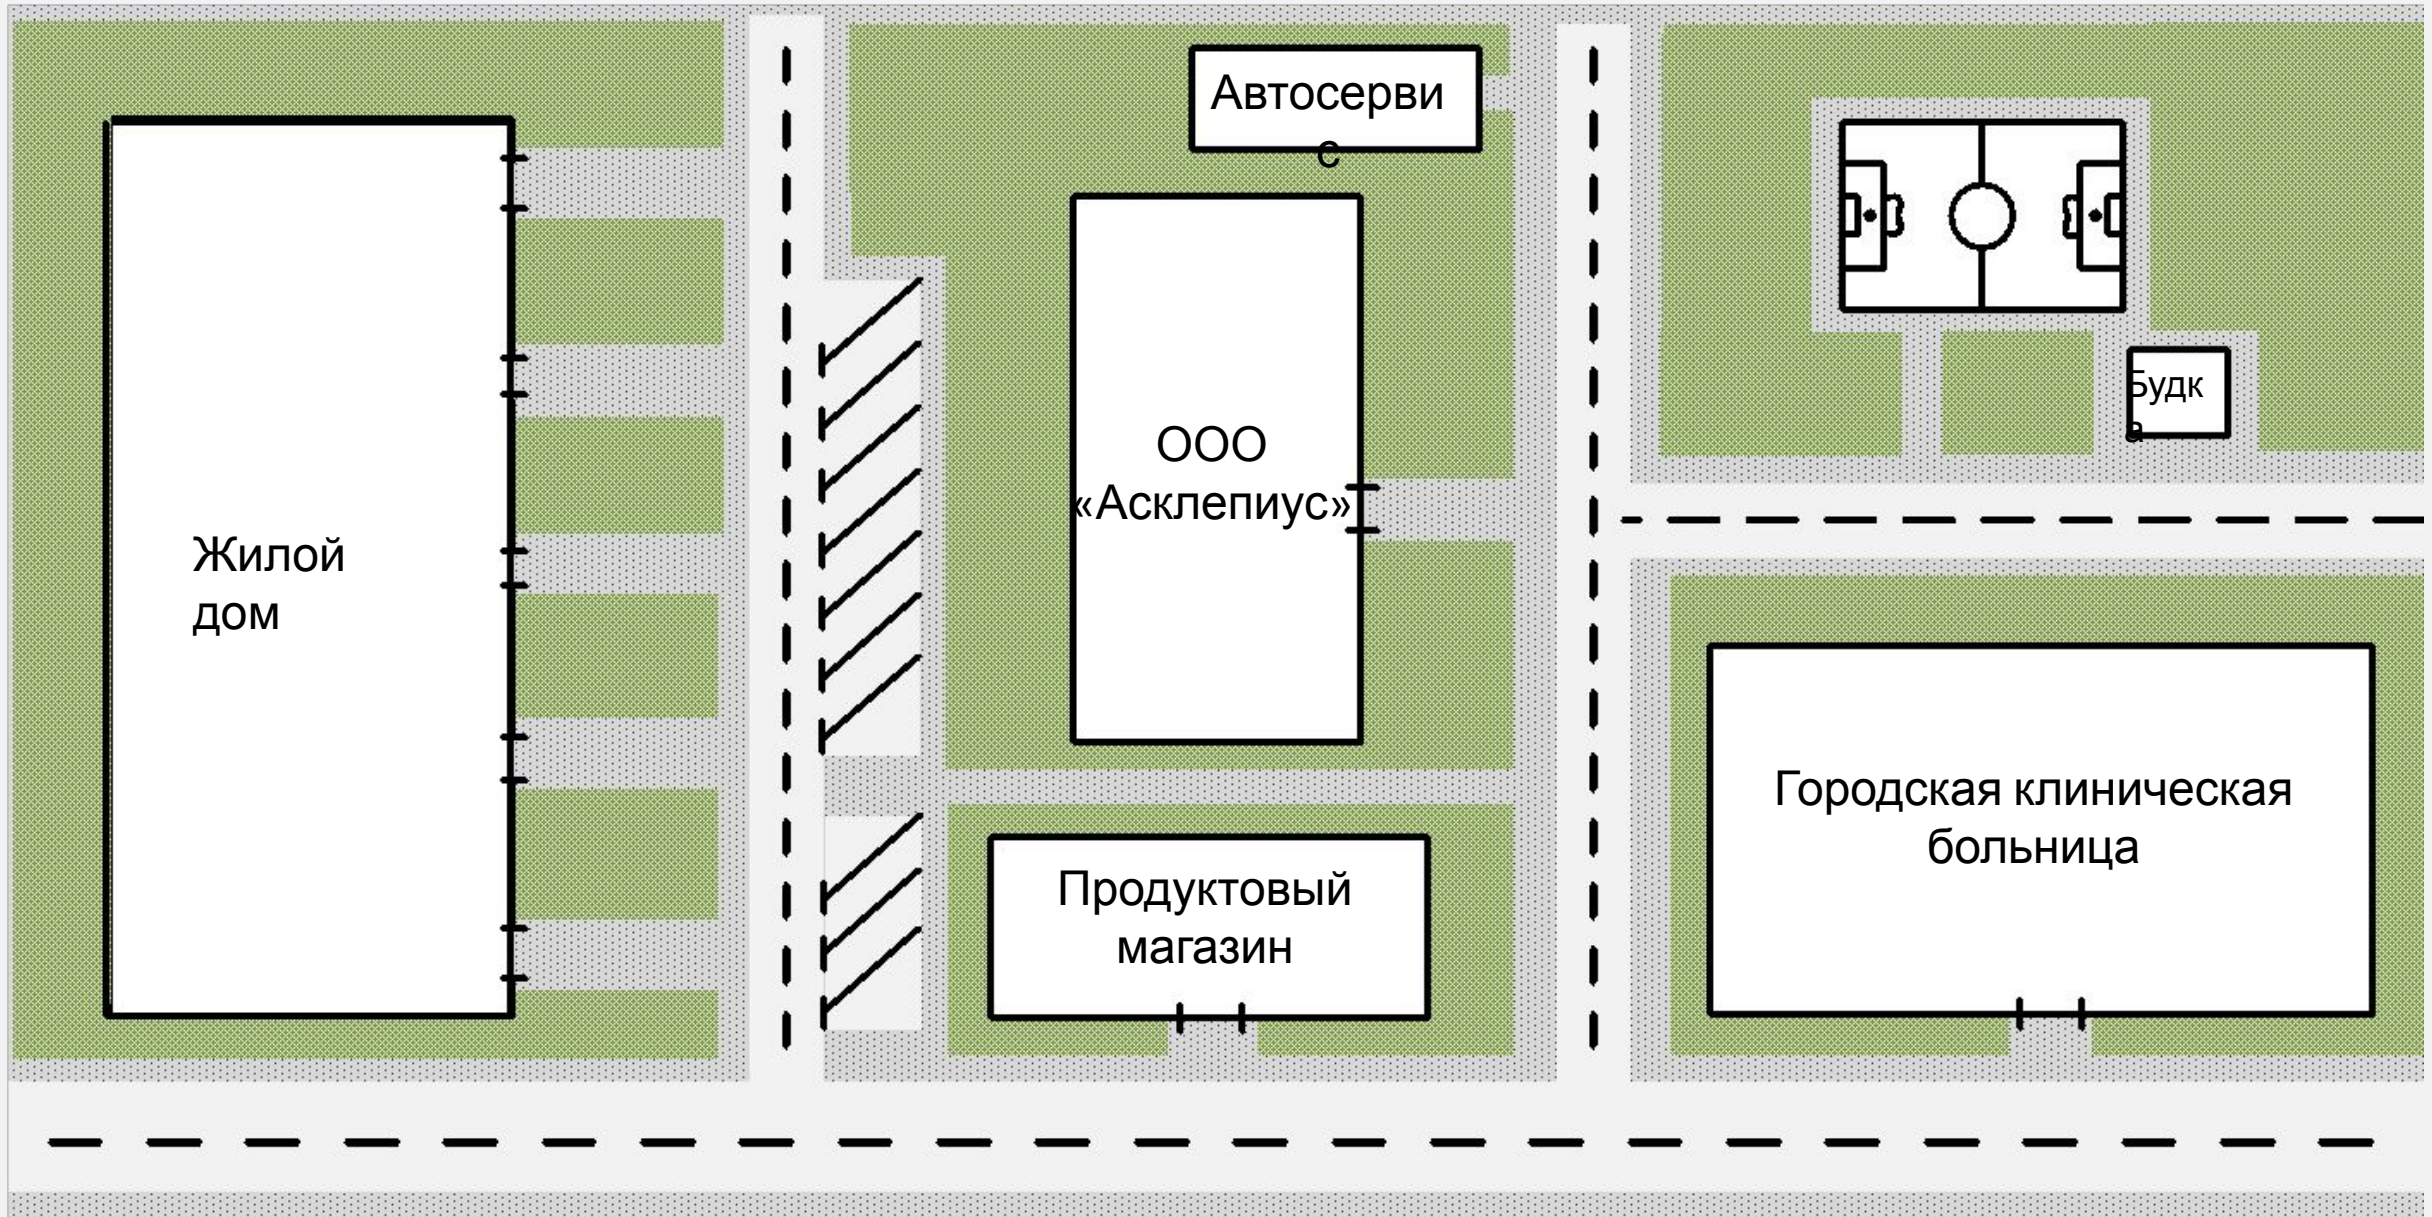 Автосерви
с
Будк
а
ООО
«Асклепиус»
Жилой
дом
Городская клиническая
больница
Продуктовый
магазин